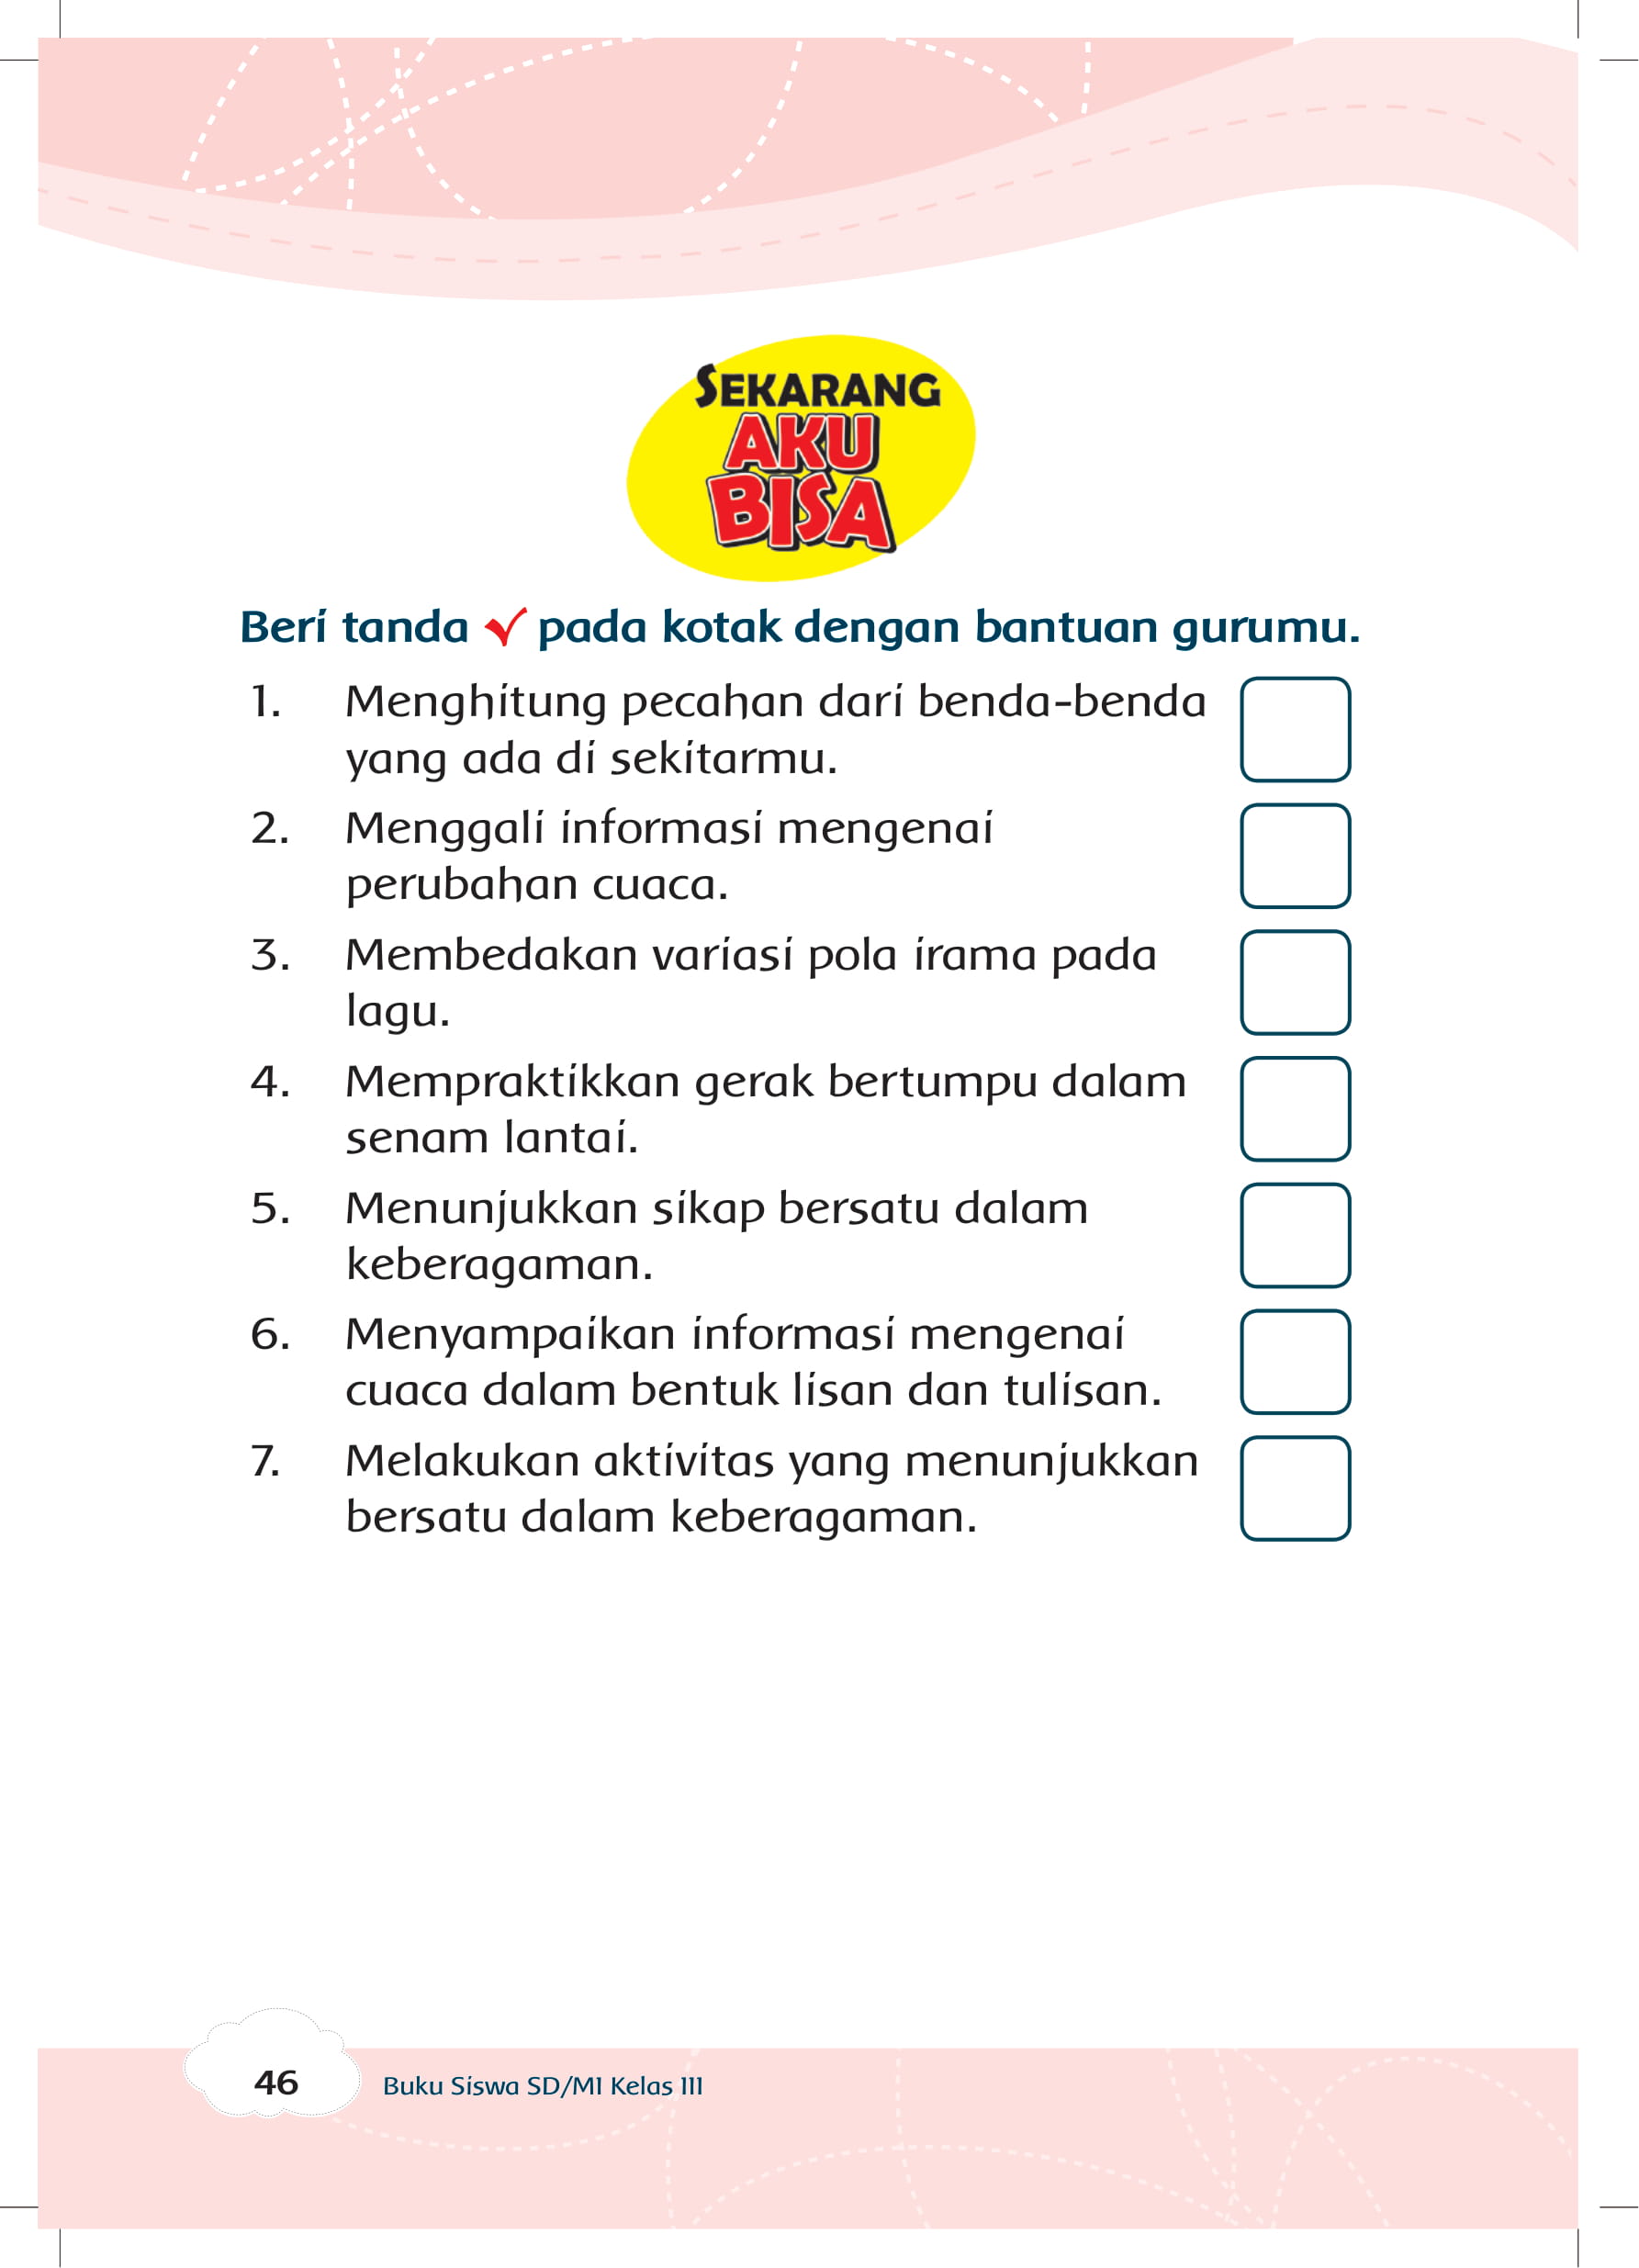 SEKARANG
AKU
BISA
Beri tanda ✓ pada kotak dengan bantuan gurumu.
1. Menghitung pecahan dari benda-benda
yang ada di sekitarmu.
2. Menggali informasi mengenai
perubahan cuaca.
3. Membedakan variasi pola irama pada
lagu.
4. Mempraktikkan gerak bertumpu dalam
senam lantai.
5. Menunjukkan sikap bersatu dalam
keberagaman.
6. Menyampaikan informasi mengenai
cuaca dalam bentuk lisan dan tulisan.
7. Melakukan aktivitas yang menunjukkan
bersatu dalam keberagaman.
46 Buku Siswa SD/MI Kelas III